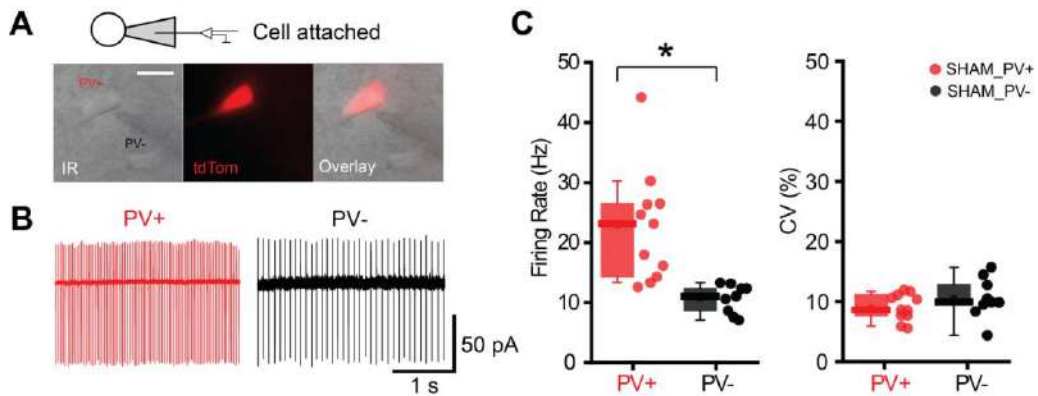 A
Cell attached
PV+
PV-
IR
tdTom
Overlay
B
PV+
PV-
50 pA
1 s
C
*
Firing Rate (Hz)
50
40
30
20
10
0
PV+
PV-
CV (%)
50
40
30
20
10
0
PV+
PV-
SHAM_PV+
SHAM_PV-